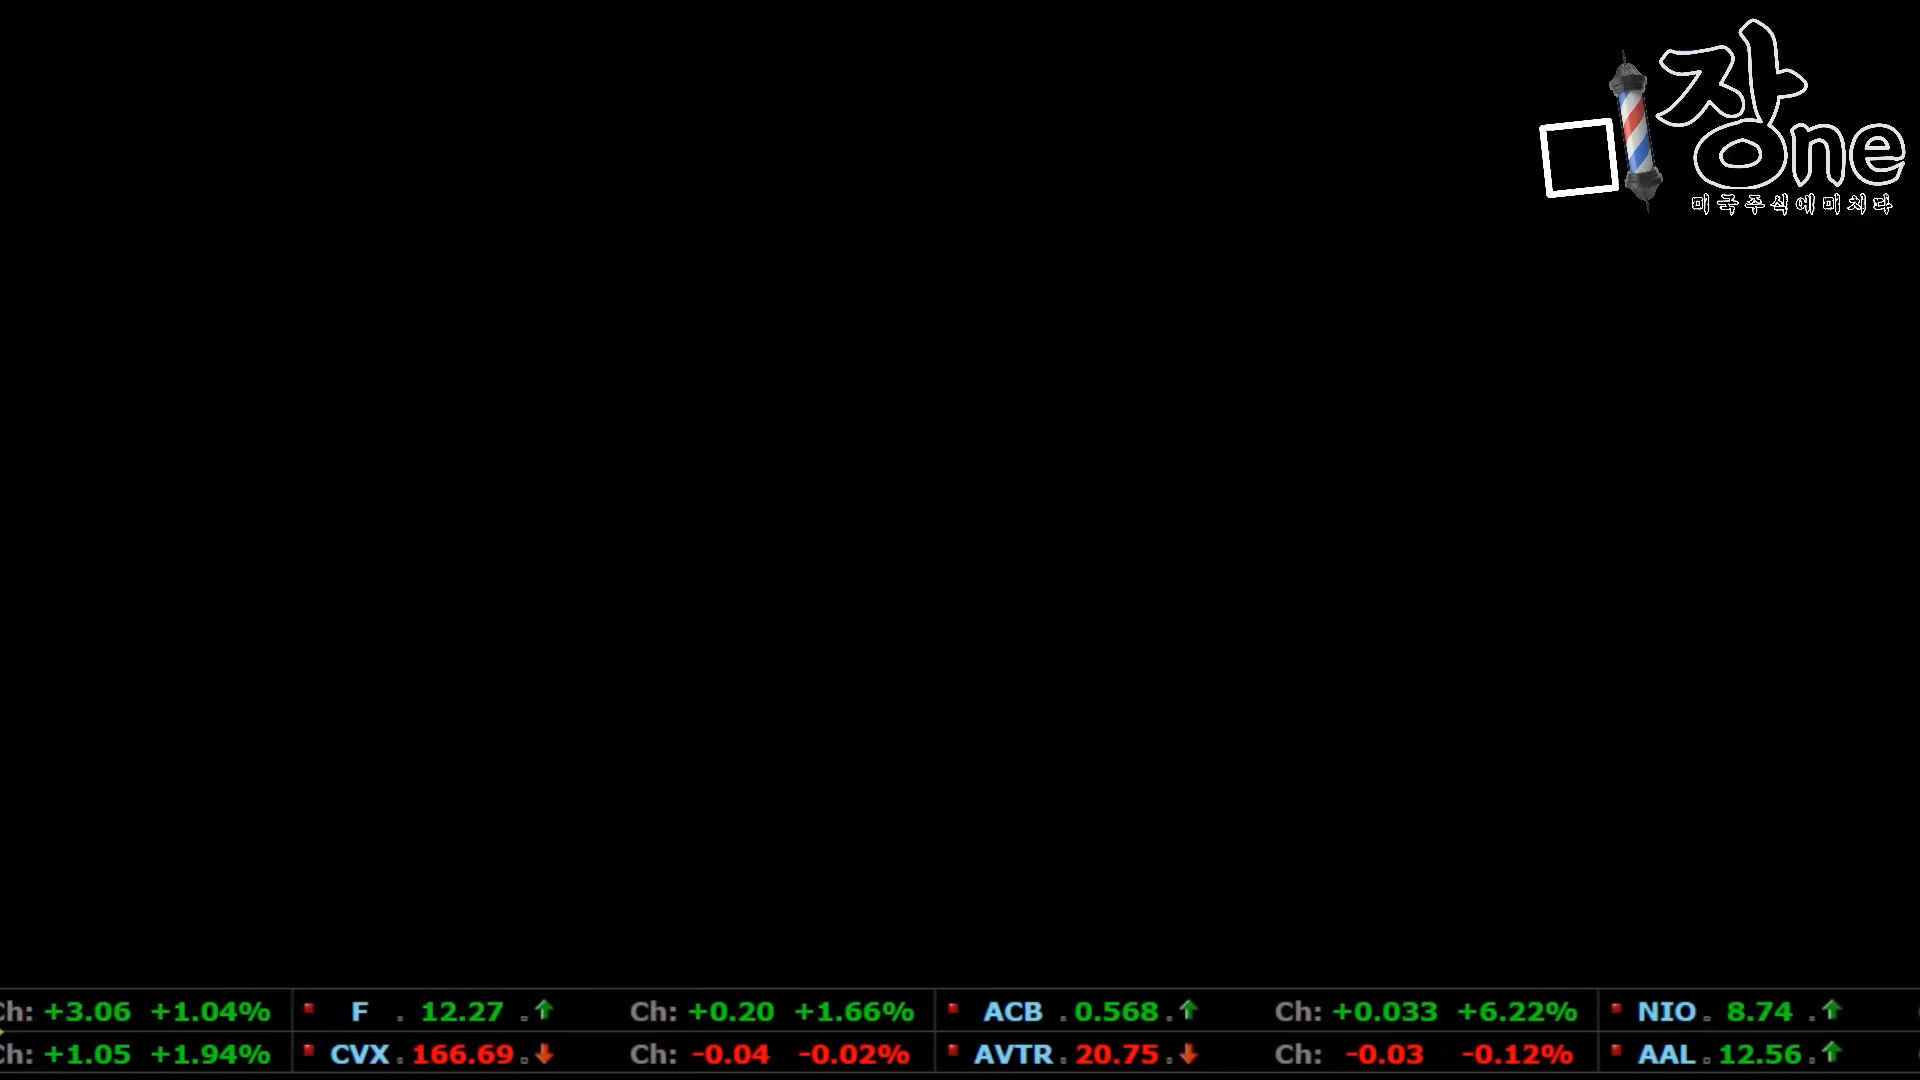 장one
미국주식에미치다
Ch: +3.06 +1.04% F 12.27 Ch: +0.20 +1.66% ACB 0.568 Ch: +0.033 +6.22% NIO 8.74
Ch: +1.05 +1.94% CVX 166.69 Ch: -0.04 -0.02% AVTR 20.75 Ch: -0.03 -0.12% AAL 12.56